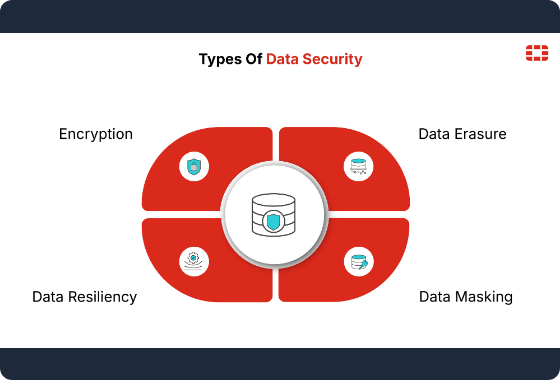 Types Of Data Security
Encryption
Data Erasure
Data Resiliency
Data Masking